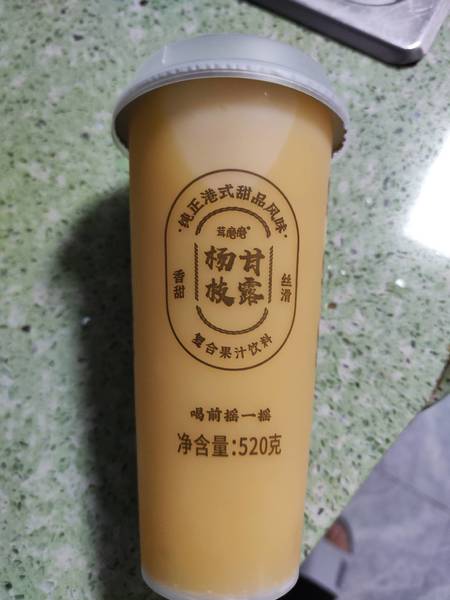 ·纯正港式甜品风味·
杨枝
甘露
香甜
丝滑
复合果汁饮料
喝前摇一摇
净含量:520克